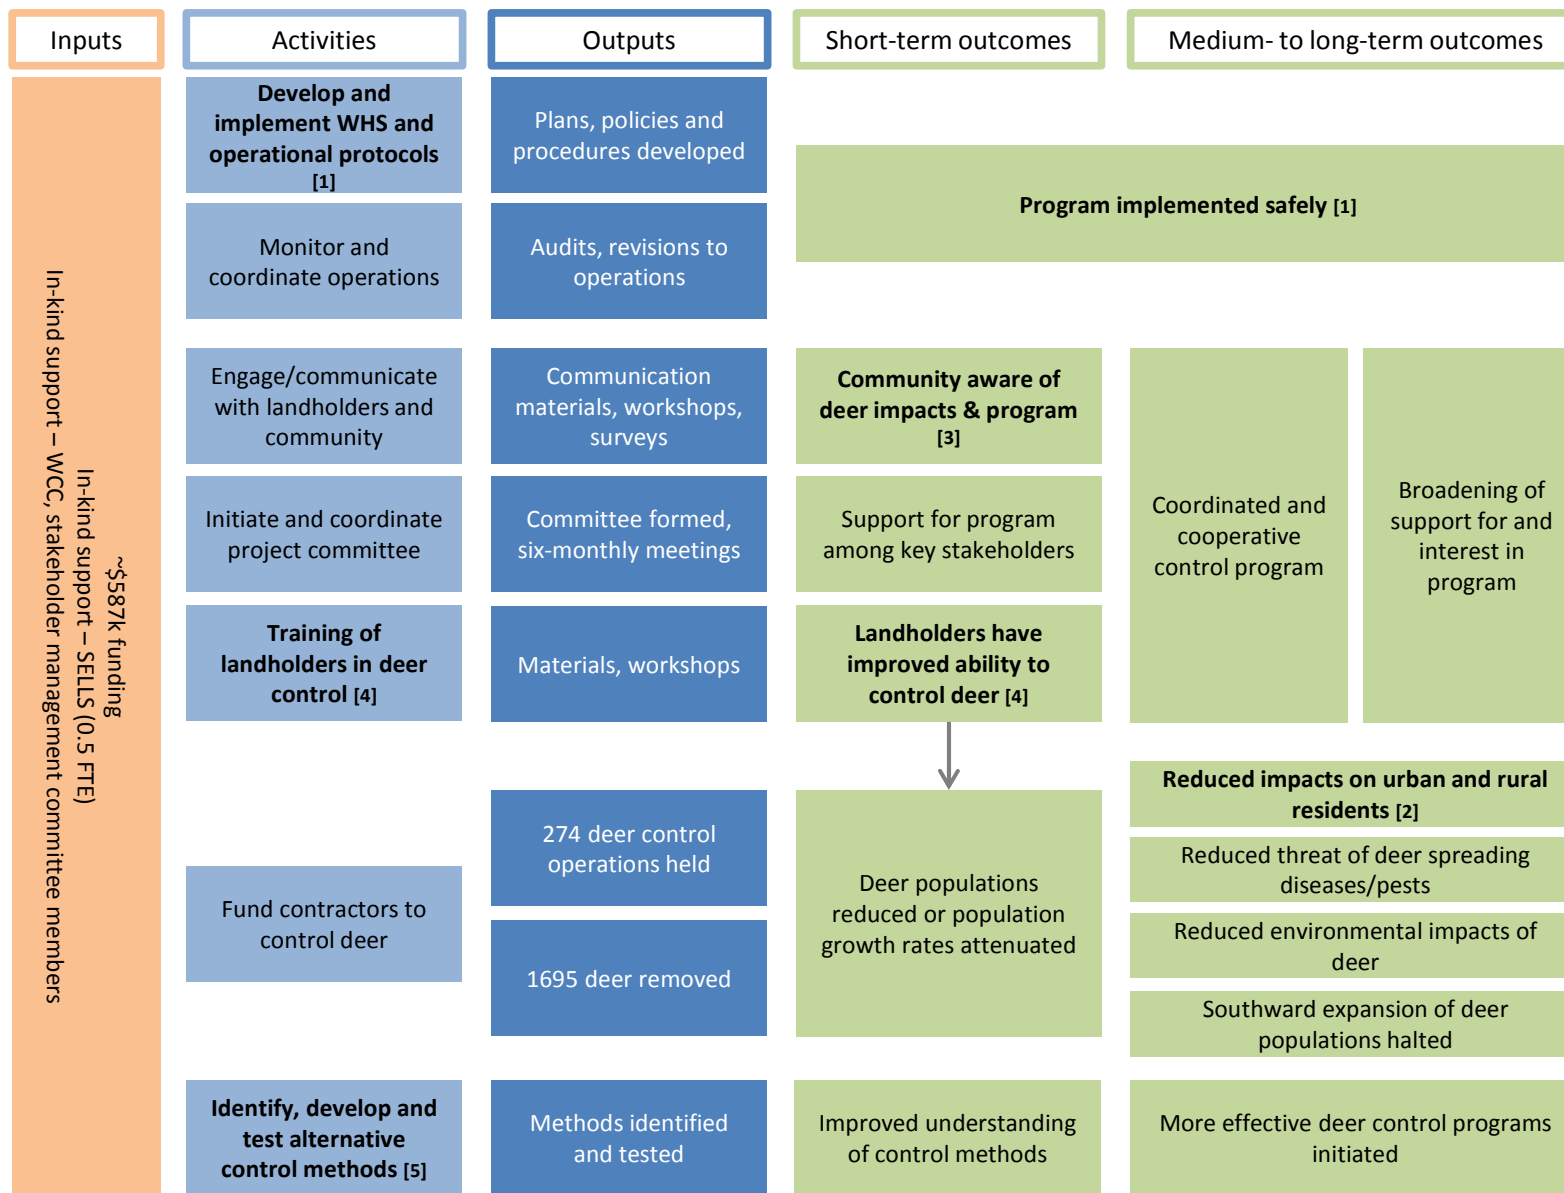 Inputs
Activities
Outputs
Short-term outcomes
Medium- to long-term outcomes
~$587k funding
In-kind support – SELLS (0.5 FTE)
In-kind support – WCC, stakeholder management committee members
Develop and
implement WHS and
operational protocols
[1]
Plans, policies and
procedures developed
Program implemented safely [1]
Monitor and
coordinate operations
Audits, revisions to
operations
Engage/communicate
with landholders and
community
Communication
materials, workshops,
surveys
Community aware of
deer impacts & program
[3]
Coordinated and
cooperative
control program
Broadening of
support for and
interest in
program
Initiate and coordinate
project committee
Committee formed,
six-monthly meetings
Support for program
among key stakeholders
Training of
landholders in deer
control [4]
Materials, workshops
Landholders have
improved ability to
control deer [4]
Fund contractors to
control deer
274 deer control
operations held
1695 deer removed
Deer populations
reduced or population
growth rates attenuated
Reduced impacts on urban and rural
residents [2]
Reduced threat of deer spreading
diseases/pests
Reduced environmental impacts of
deer
Southward expansion of deer
populations halted
Identify, develop and
test alternative
control methods [5]
Methods identified
and tested
Improved understanding
of control methods
More effective deer control programs
initiated